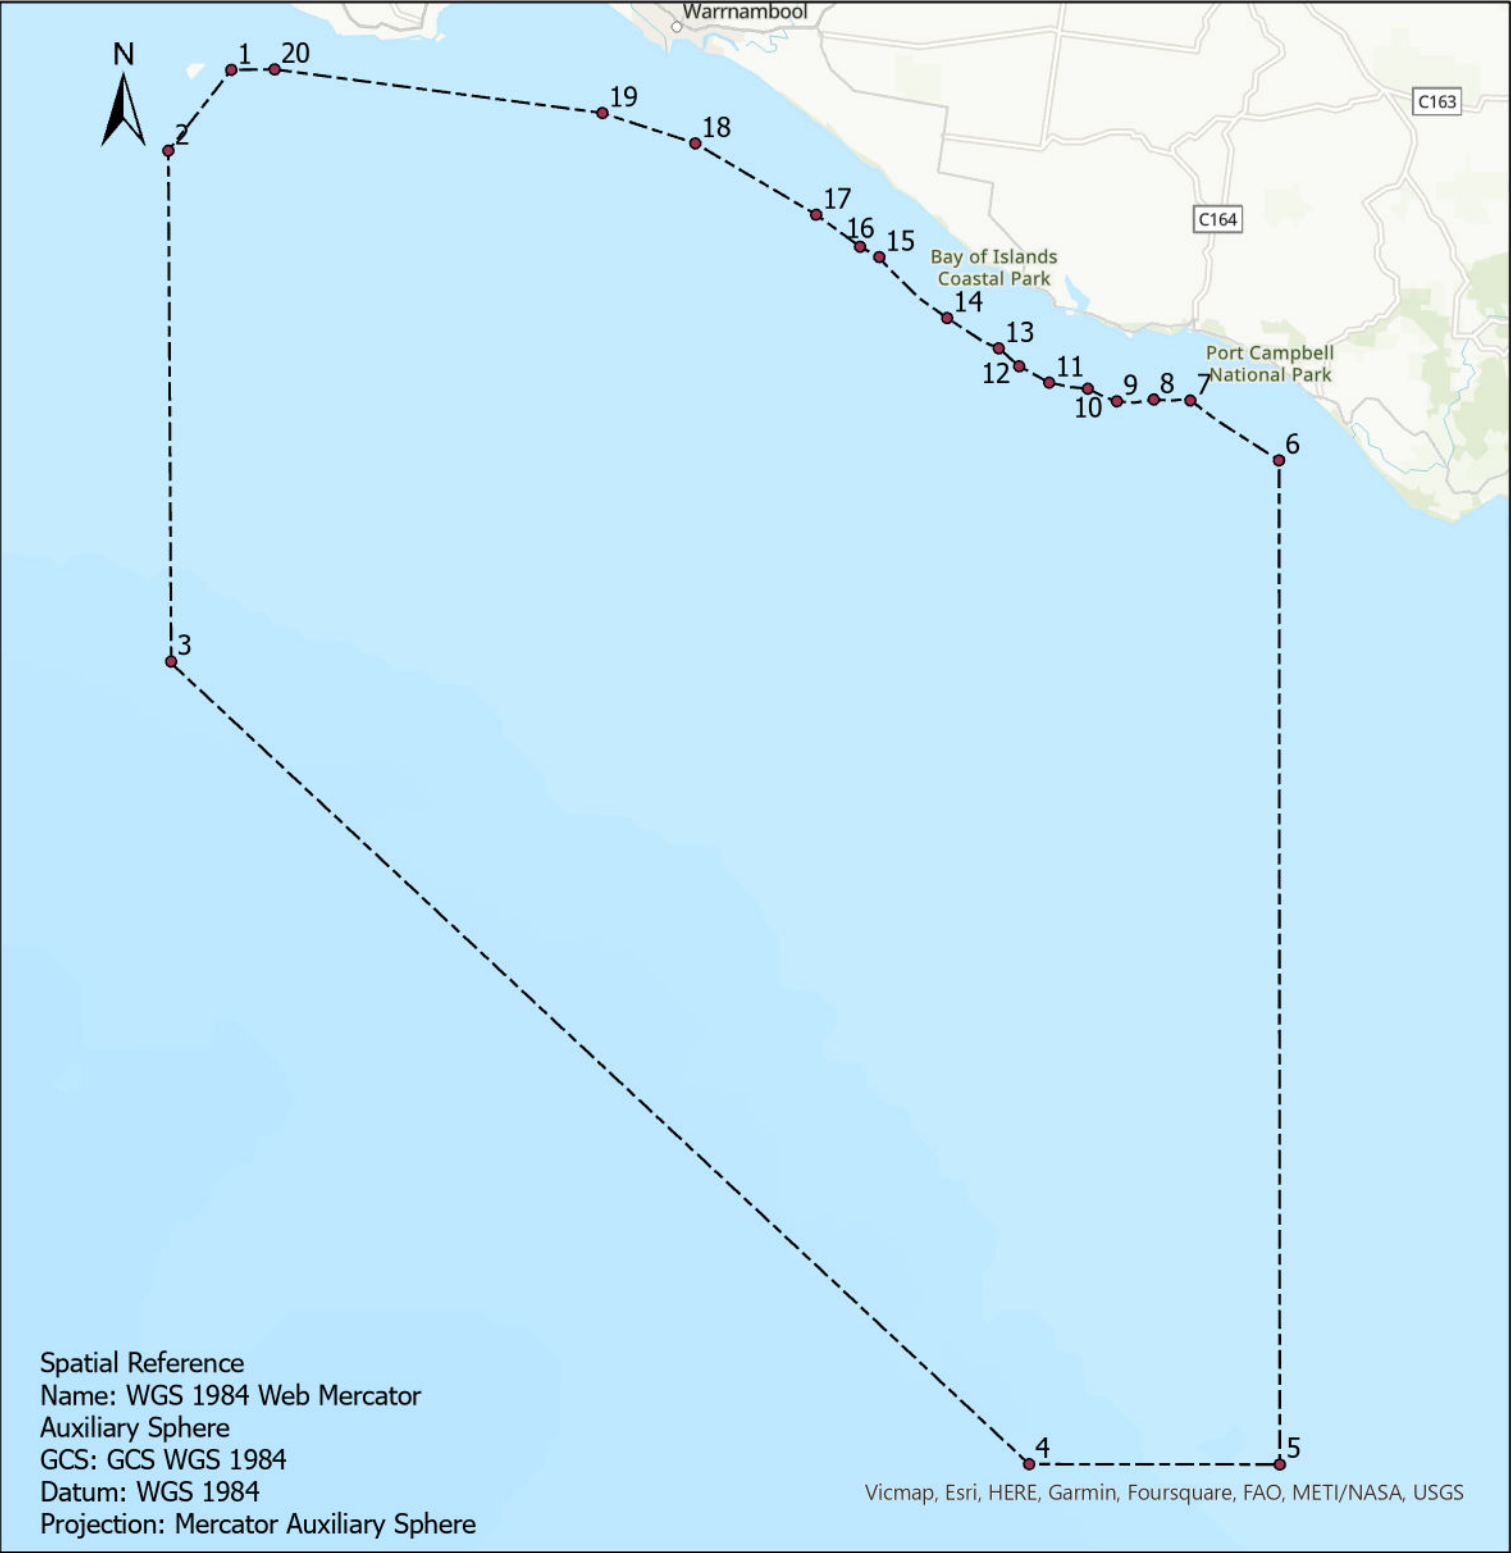 Warrnambool
N
1
20
2
19
18
C163
17
16
15
C164
Bay of Islands
Coastal Park
14
13
12
11
Port Campbell
National Park
10
9
8
7
6
3
4
5
Spatial Reference
Name: WGS 1984 Web Mercator
Auxiliary Sphere
GCS: GCS WGS 1984
Datum: WGS 1984
Projection: Mercator Auxiliary Sphere
Vicmap, Esri, HERE, Garmin, Foursquare, FAO, METI/NASA, USGS